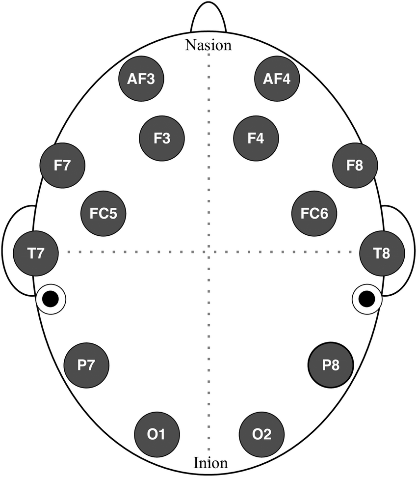 Nasion
AF3 AF4
F3 F4
F7 F8
FC5 FC6
T7 T8
P7 P8
O1 O2
Inion